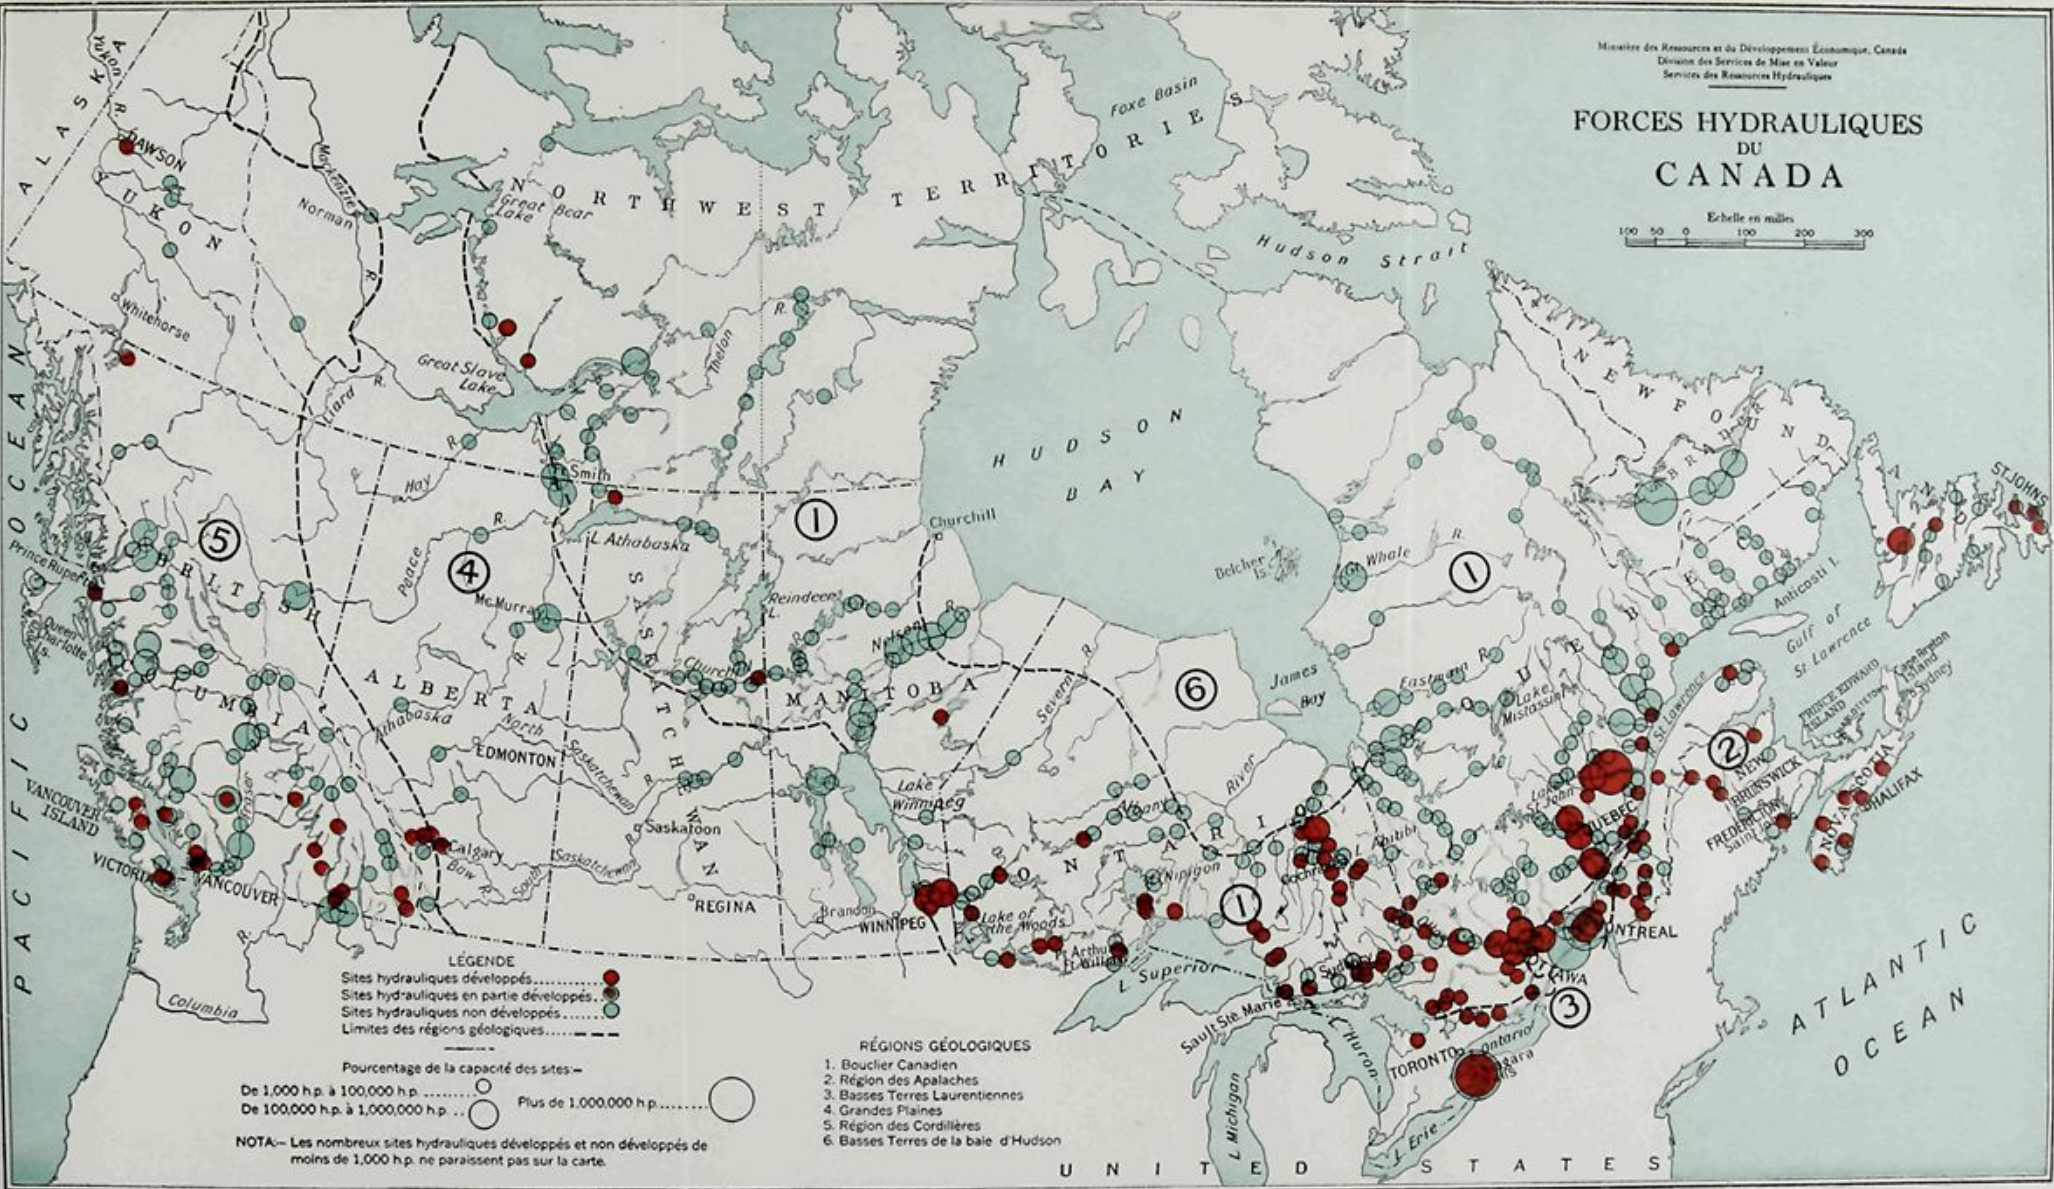 Ministère des Ressources et du Développement Économique, Canada
Division des Services de Mise en Valeur
Services des Ressources Hydrauliques
FORCES HYDRAULIQUES
DU
CANADA
Echelle en milles
100 50 0 100 200 300
ALASKA
Yukon R.
DAWSON
YUKON
Whitehorse
Mackenzie R.
Norman
NORTHWEST TERRITORIES
Great Bear
Lake
Foxe Basin
Hudson Strait
Great Slave
Lake
Thelon R.
Liard R.
Hay R.
Ft Smith
L. Athabaska
Peace R.
Mc.Murray
HUDSON
BAY
Churchill
Belcher
Is.
Gt. Whale R.
NEWFOUNDLAND
LABRADOR
ST.JOHNS
Anticosti I.
Gulf of
St Lawrence
PACIFIC OCEAN
Prince Rupert
Queen
Charlotte
Is.
BRITISH
COLUMBIA
ALBERTA
Athabaska R.
North
Saskatchewan R.
EDMONTON
SASKATCHEWAN
Reindeer
L.
Churchill R.
Nelson R.
MANITOBA
Severn R.
James
Bay
Eastmain R.
QUEBEC
Lake
Mistassini
R. St. Lawrence
PRINCE EDWARD
ISLAND
Cape Breton
Island
Sydney
VANCOUVER
ISLAND
VICTORIA
VANCOUVER
Fraser
Calgary
Bow R.
South
Saskatchewan
Saskatoon
REGINA
Brandon
WINNIPEG
Lake
Winnipeg
Lake of
the Woods
Albany
River
ONTARIO
L. Nipigon
Pt Arthur
Ft William
L. Superior
Cochrane
L. Abitibi
Lake
St John
QUEBEC
NEW
BRUNSWICK
FREDERICTON
Saint John
NOVA SCOTIA
HALIFAX
MONTREAL
OTTAWA
Sudbury
Sault Ste. Marie
L. Huron
TORONTO
L. Ontario
Niagara
Falls
L. Erie
L. Michigan
Columbia
R.
ATLANTIC
OCEAN
UNITED STATES
1
1
1
2
3
4
5
6
LÉGENDE
Sites hydrauliques développés
Sites hydrauliques en partie développés
Sites hydrauliques non développés
Limites des régions géologiques
Pourcentage de la capacité des sites:-
De 1,000 h.p. à 100,000 h.p.
De 100,000 h.p. à 1,000,000 h.p.
Plus de 1,000,000 h.p.
NOTA:- Les nombreux sites hydrauliques développés et non développés de
moins de 1,000 h.p. ne paraissent pas sur la carte.
RÉGIONS GÉOLOGIQUES
1. Bouclier Canadien
2. Région des Apalaches
3. Basses Terres Laurentiennes
4. Grandes Plaines
5. Région des Cordillères
6. Basses Terres de la baie d'Hudson